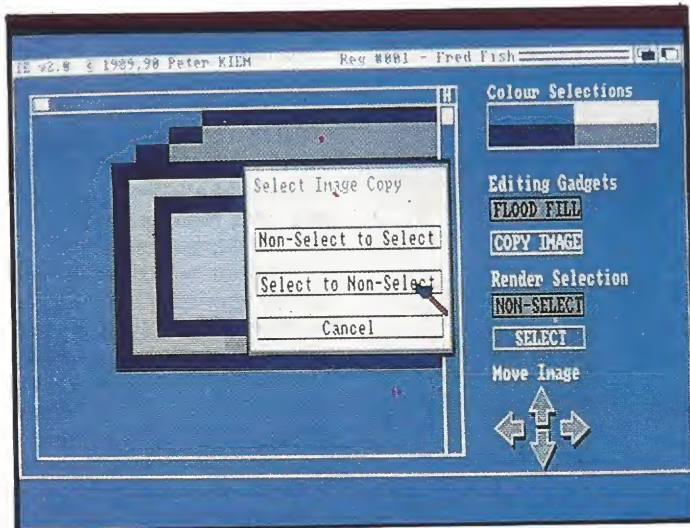 IE v2.0 © 1989,90 Peter KIEM Reg #0001 - Fred Fish
H
Colour Selections
Select Image Copy
Non-Select to Select
Select to Non-Select
Cancel
Editing Gadgets
FLOOD FILL
COPY IMAGE
Render Selection
NON-SELECT
SELECT
Move Image